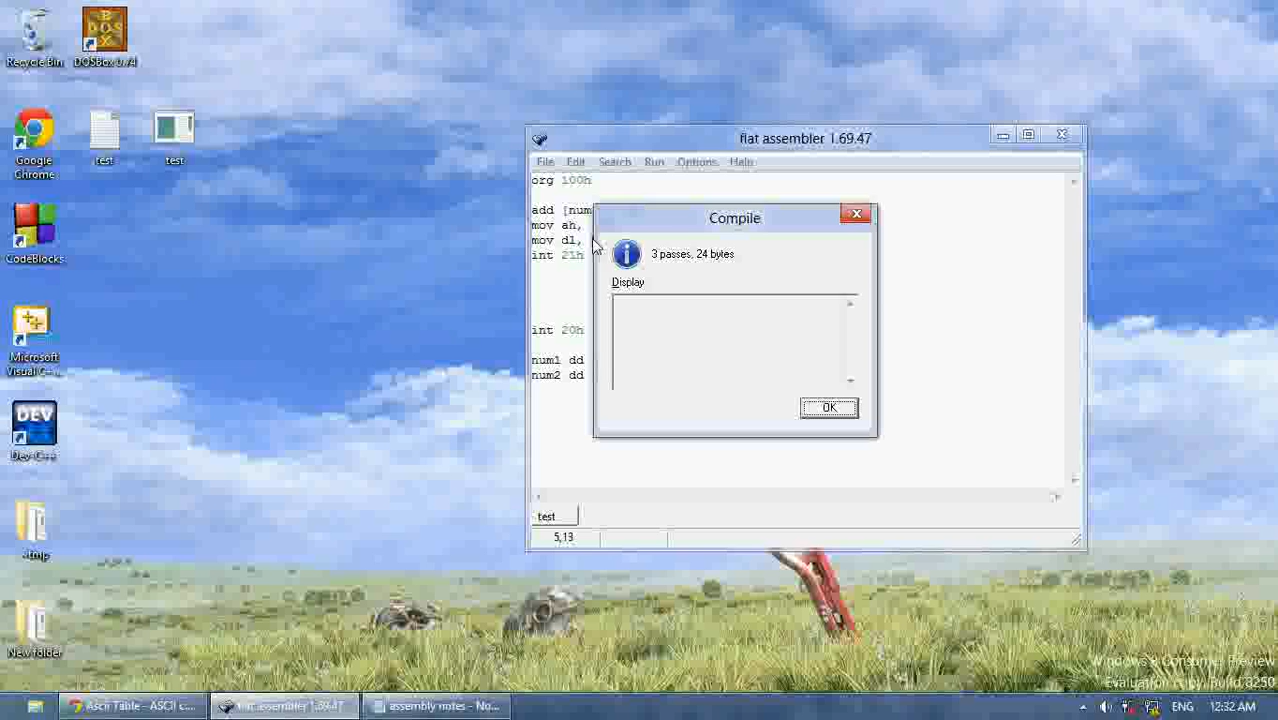 Recycle Bin
DOSBox 0.74
Google
Chrome
test
test
CodeBlocks
Microsoft
Visual C++...
DEV
Dev-C++
New folder
flat assembler 1.69.47
File Edit Search Run Options Help
org 100h
add [num
mov ah,
mov dl,
int 21h
int 20h
num1 dd
num2 dd
Compile
3 passes, 24 bytes
Display
OK
test
5,13
Windows 8 Consumer Preview
Evaluation copy. Build 8250
Ascii Table - ASCII c...
flat assembler 1.69.47
assembly notes - No...
ENG
12:32 AM